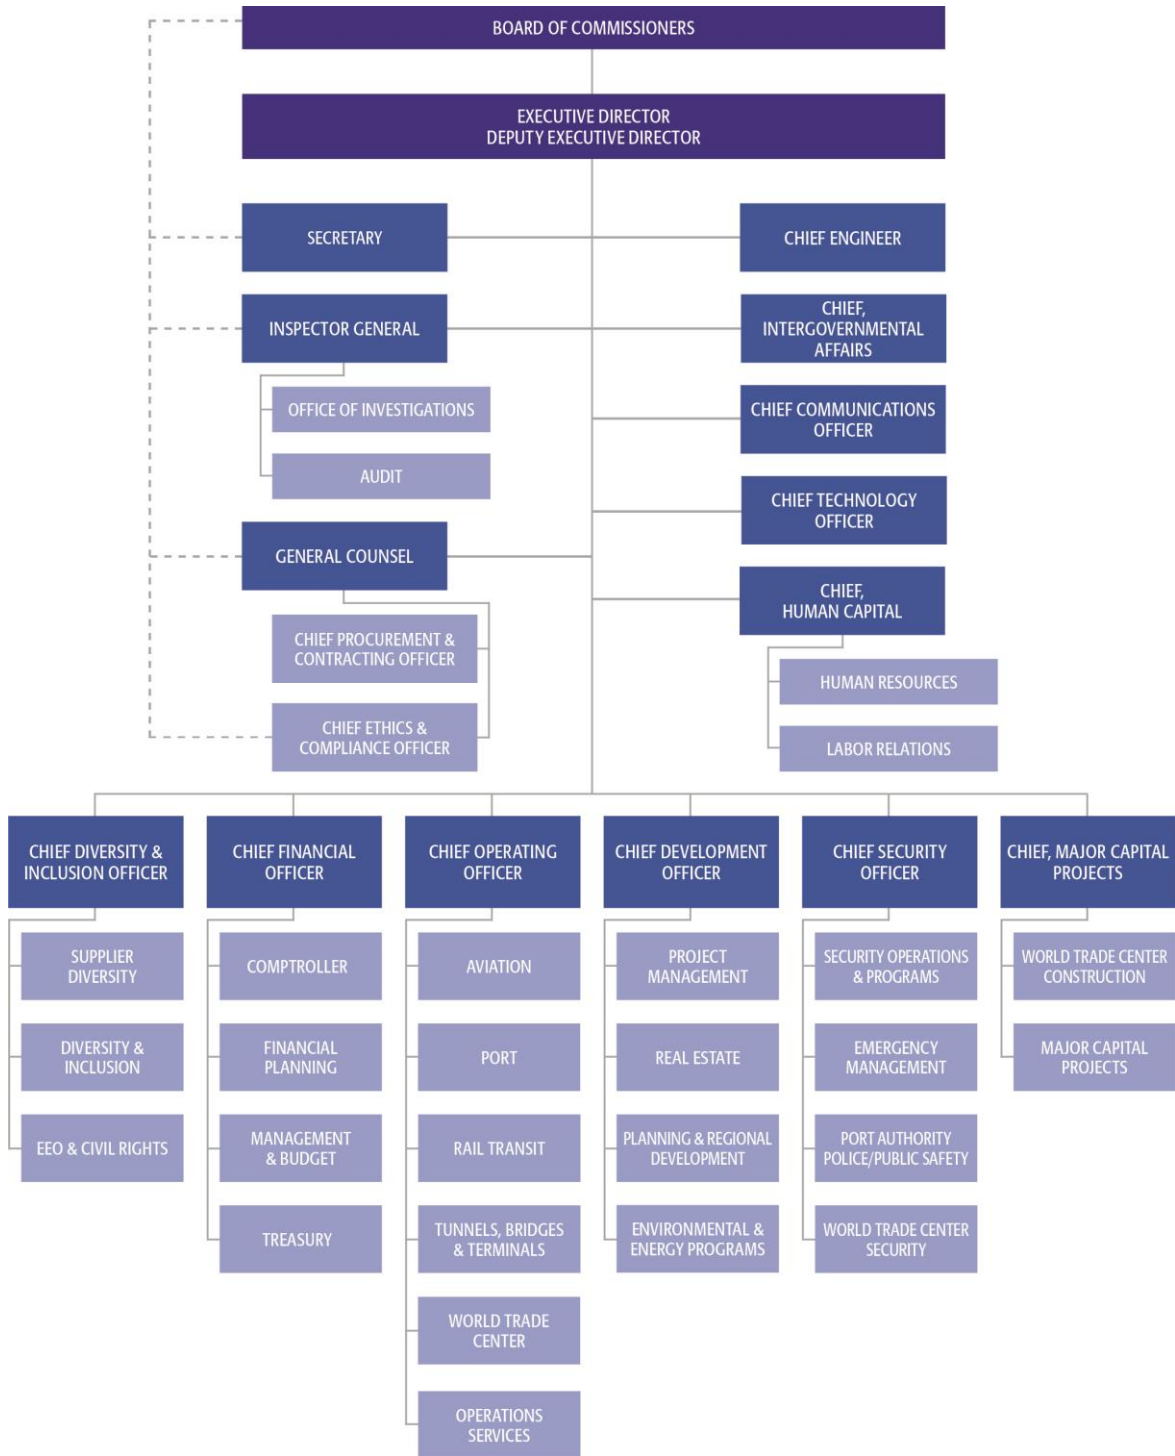 BOARD OF COMMISSIONERS
EXECUTIVE DIRECTOR
DEPUTY EXECUTIVE DIRECTOR
SECRETARY
CHIEF ENGINEER
INSPECTOR GENERAL
CHIEF,
INTERGOVERNMENTAL
AFFAIRS
OFFICE OF INVESTIGATIONS
AUDIT
CHIEF COMMUNICATIONS
OFFICER
CHIEF TECHNOLOGY
OFFICER
GENERAL COUNSEL
CHIEF PROCUREMENT &
CONTRACTING OFFICER
CHIEF ETHICS &
COMPLIANCE OFFICER
CHIEF,
HUMAN CAPITAL
HUMAN RESOURCES
LABOR RELATIONS
CHIEF DIVERSITY &
INCLUSION OFFICER
SUPPLIER
DIVERSITY
DIVERSITY &
INCLUSION
EEO & CIVIL RIGHTS
CHIEF FINANCIAL
OFFICER
COMPTROLLER
FINANCIAL
PLANNING
MANAGEMENT
& BUDGET
TREASURY
CHIEF OPERATING
OFFICER
AVIATION
PORT
RAIL TRANSIT
TUNNELS, BRIDGES
& TERMINALS
WORLD TRADE
CENTER
OPERATIONS
SERVICES
CHIEF DEVELOPMENT
OFFICER
PROJECT
MANAGEMENT
REAL ESTATE
PLANNING & REGIONAL
DEVELOPMENT
ENVIRONMENTAL &
ENERGY PROGRAMS
CHIEF SECURITY
OFFICER
SECURITY OPERATIONS
& PROGRAMS
EMERGENCY
MANAGEMENT
PORT AUTHORITY
POLICE/PUBLIC SAFETY
WORLD TRADE CENTER
SECURITY
CHIEF, MAJOR CAPITAL
PROJECTS
WORLD TRADE CENTER
CONSTRUCTION
MAJOR CAPITAL
PROJECTS